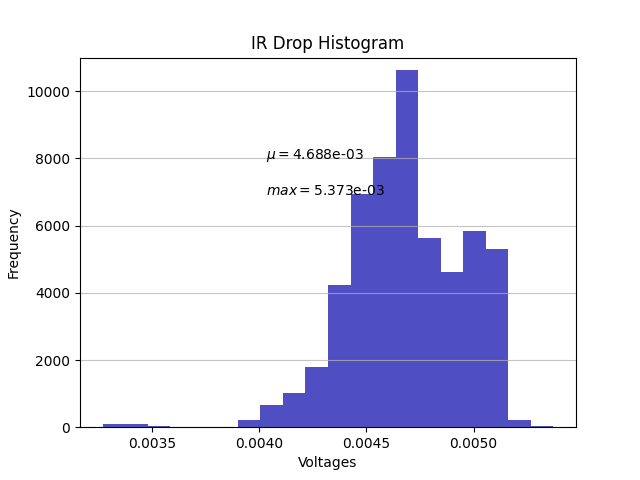 IR Drop Histogram
10000
8000
6000
4000
2000
0
Frequency
μ = 4.688e-03
max = 5.373e-03
0.0035 0.0040 0.0045 0.0050
Voltages